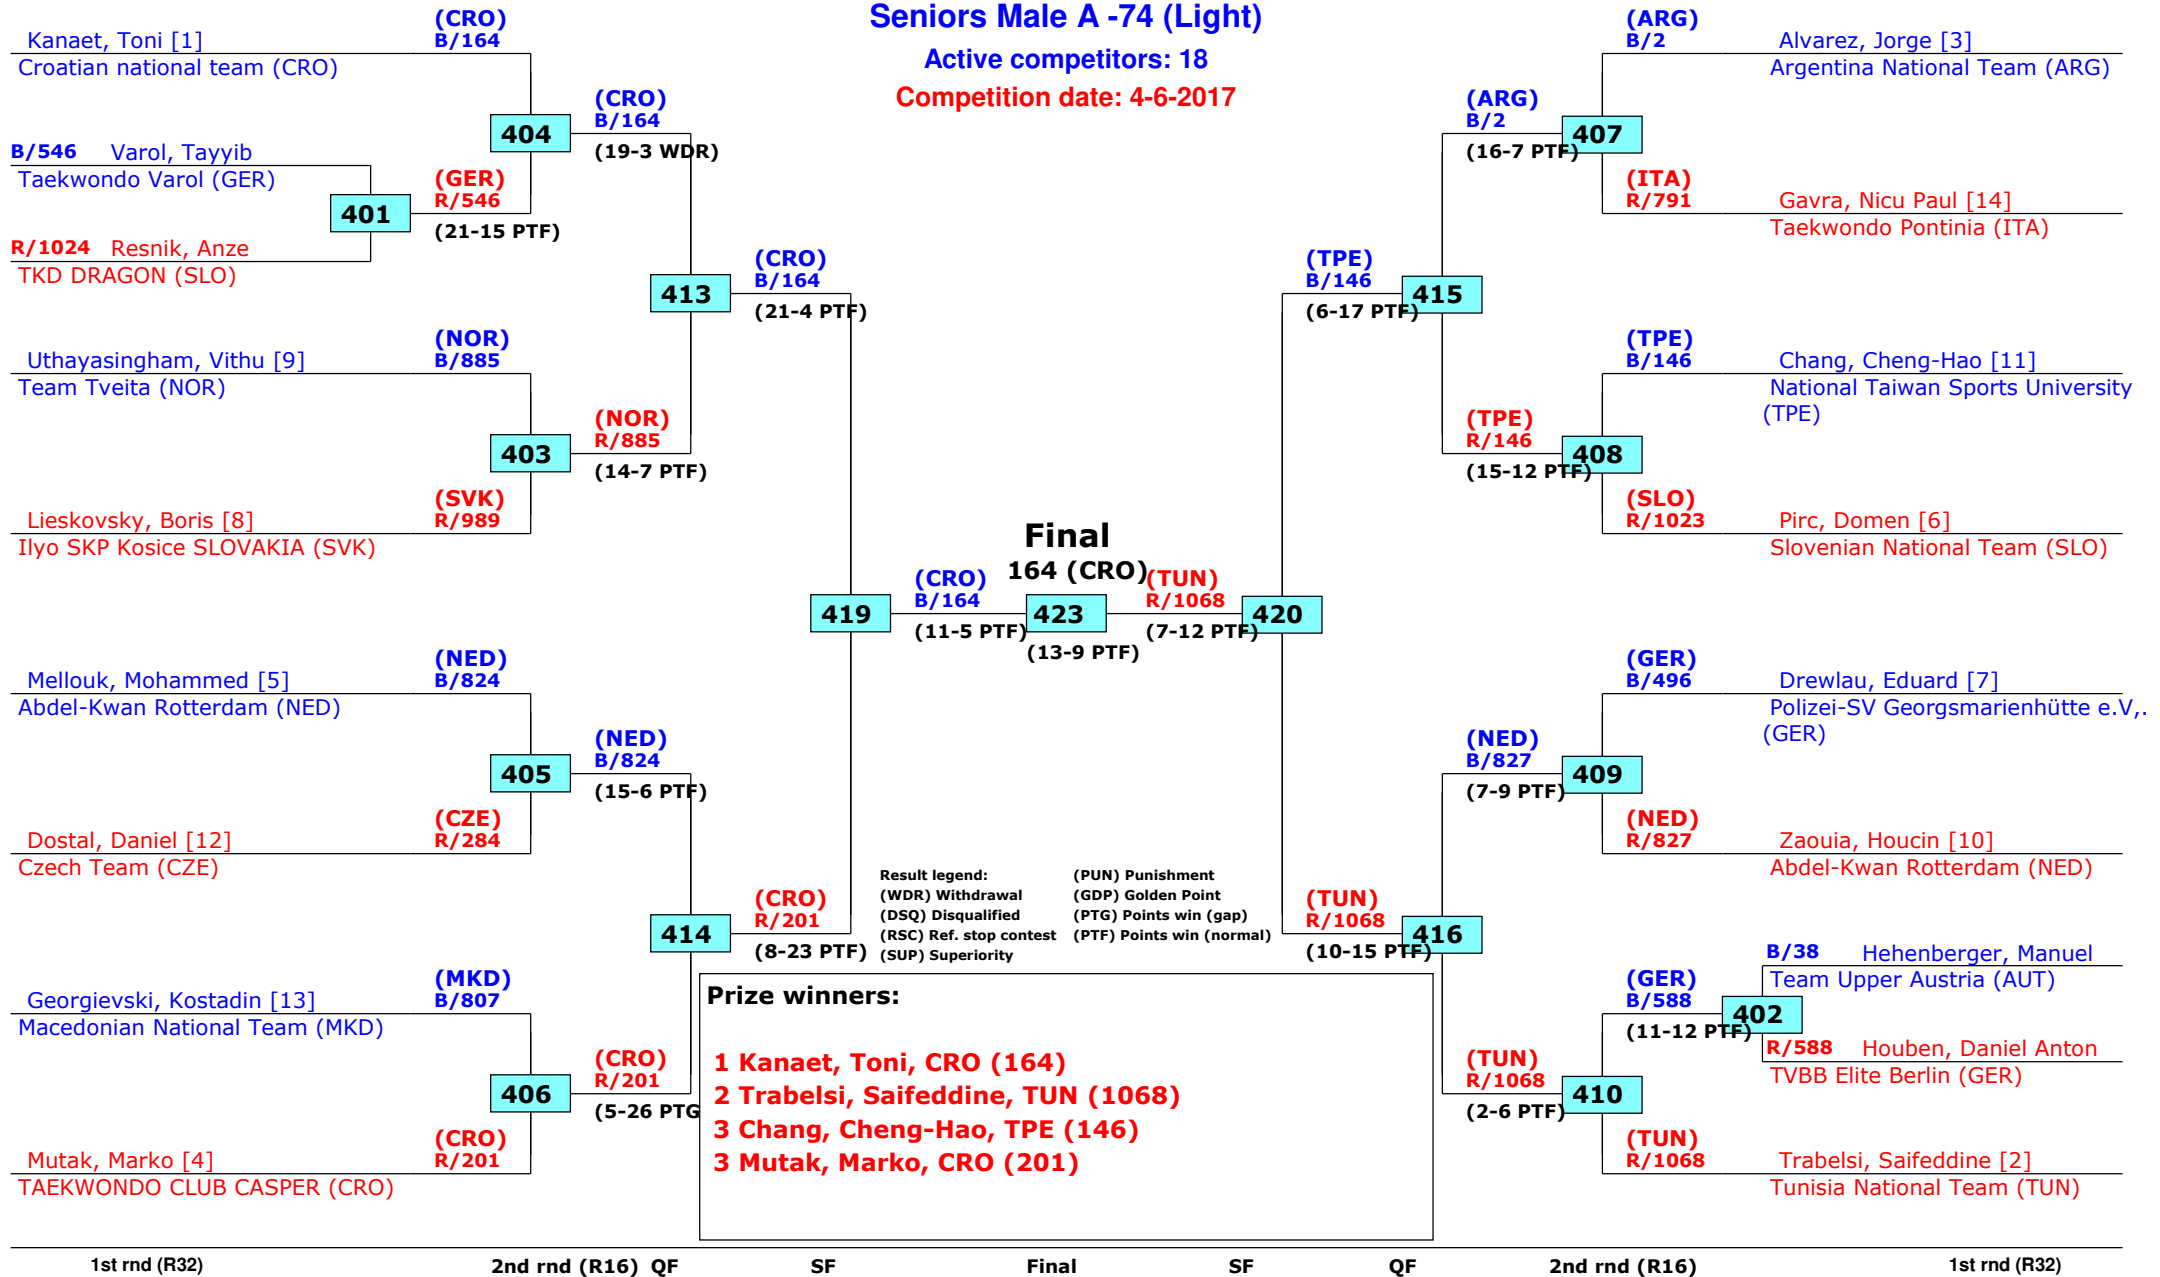 Seniors Male A -74 (Light)
Active competitors: 18
Competition date: 4-6-2017
Kanaet, Toni [1]
Croatian national team (CRO)
(CRO)
B/164
B/546 Varol, Tayyib
Taekwondo Varol (GER)
401
R/1024 Resnik, Anze
TKD DRAGON (SLO)
(GER)
R/546
(21-15 PTF)
404
(CRO)
B/164
(19-3 WDR)
Uthayasingham, Vithu [9]
Team Tveita (NOR)
(NOR)
B/885
403
Lieskovsky, Boris [8]
Ilyo SKP Kosice SLOVAKIA (SVK)
(SVK)
R/989
(NOR)
R/885
(14-7 PTF)
413
(CRO)
B/164
(21-4 PTF)
Mellouk, Mohammed [5]
Abdel-Kwan Rotterdam (NED)
(NED)
B/824
405
Dostal, Daniel [12]
Czech Team (CZE)
(CZE)
R/284
(NED)
B/824
(15-6 PTF)
Georgievski, Kostadin [13]
Macedonian National Team (MKD)
(MKD)
B/807
406
Mutak, Marko [4]
TAEKWONDO CLUB CASPER (CRO)
(CRO)
R/201
(CRO)
R/201
(5-26 PTG
414
(CRO)
R/201
(8-23 PTF)
419
(CRO)
B/164
(11-5 PTF)
Final
164 (CRO)
423
(13-9 PTF)
(TUN)
R/1068
(7-12 PTF)
420
(ARG)
B/2
Alvarez, Jorge [3]
Argentina National Team (ARG)
407
(ITA)
R/791
Gavra, Nicu Paul [14]
Taekwondo Pontinia (ITA)
(ARG)
B/2
(16-7 PTF)
(TPE)
B/146
(6-17 PTF)
415
(TPE)
B/146
Chang, Cheng-Hao [11]
National Taiwan Sports University
(TPE)
(TPE)
R/146
(15-12 PTF)
408
(SLO)
R/1023
Pirc, Domen [6]
Slovenian National Team (SLO)
(GER)
B/496
Drewlau, Eduard [7]
Polizei-SV Georgsmarienhütte e.V,.
(GER)
(NED)
B/827
(7-9 PTF)
409
(NED)
R/827
Zaouia, Houcin [10]
Abdel-Kwan Rotterdam (NED)
(TUN)
R/1068
(10-15 PTF)
416
B/38 Hehenberger, Manuel
Team Upper Austria (AUT)
(GER)
B/588
(11-12 PTF)
402
R/588 Houben, Daniel Anton
TVBB Elite Berlin (GER)
(TUN)
R/1068
(2-6 PTF)
410
(TUN)
R/1068
Trabelsi, Saifeddine [2]
Tunisia National Team (TUN)
Result legend:
(WDR) Withdrawal
(DSQ) Disqualified
(RSC) Ref. stop contest
(SUP) Superiority
(PUN) Punishment
(GDP) Golden Point
(PTG) Points win (gap)
(PTF) Points win (normal)
Prize winners:
1 Kanaet, Toni, CRO (164)
2 Trabelsi, Saifeddine, TUN (1068)
3 Chang, Cheng-Hao, TPE (146)
3 Mutak, Marko, CRO (201)
1st rnd (R32) 2nd rnd (R16) QF SF Final SF QF 2nd rnd (R16) 1st rnd (R32)